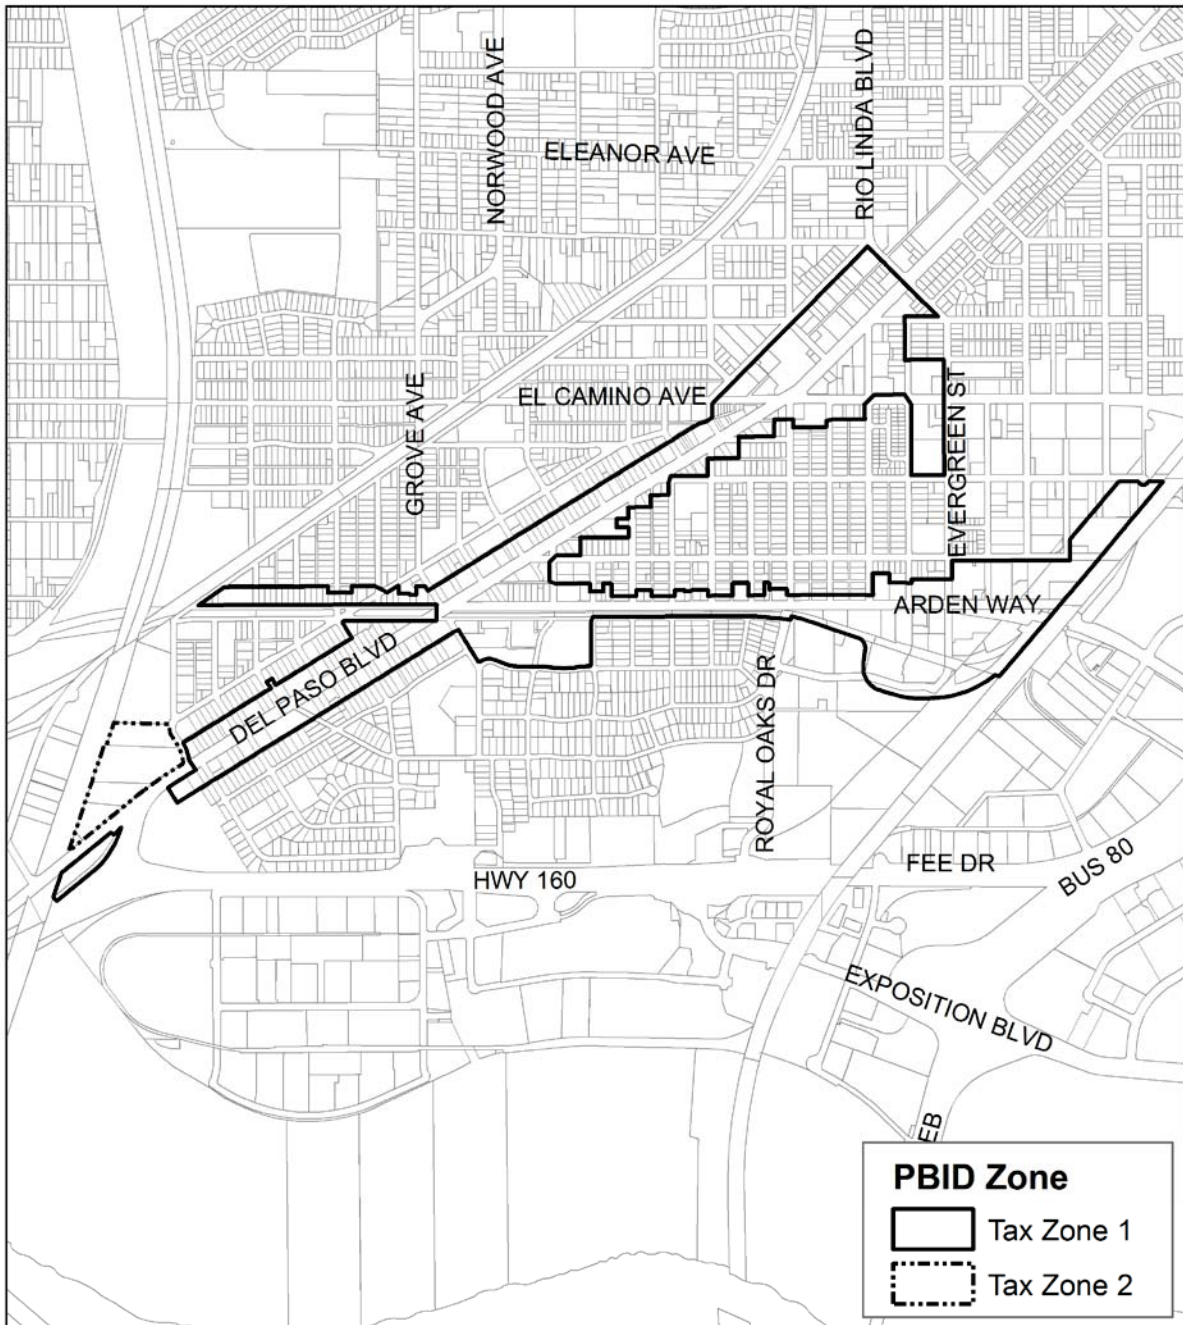 NORWOOD AVE
RIO LINDA BLVD
ELEANOR AVE
EL CAMINO AVE
GROVE AVE
EVERGREEN ST
ARDEN WAY
DEL PASO BLVD
ROYAL OAKS DR
HWY 160
FEE DR
BUS 80
EXPOSITION BLVD
EB
PBID Zone
Tax Zone 1
Tax Zone 2